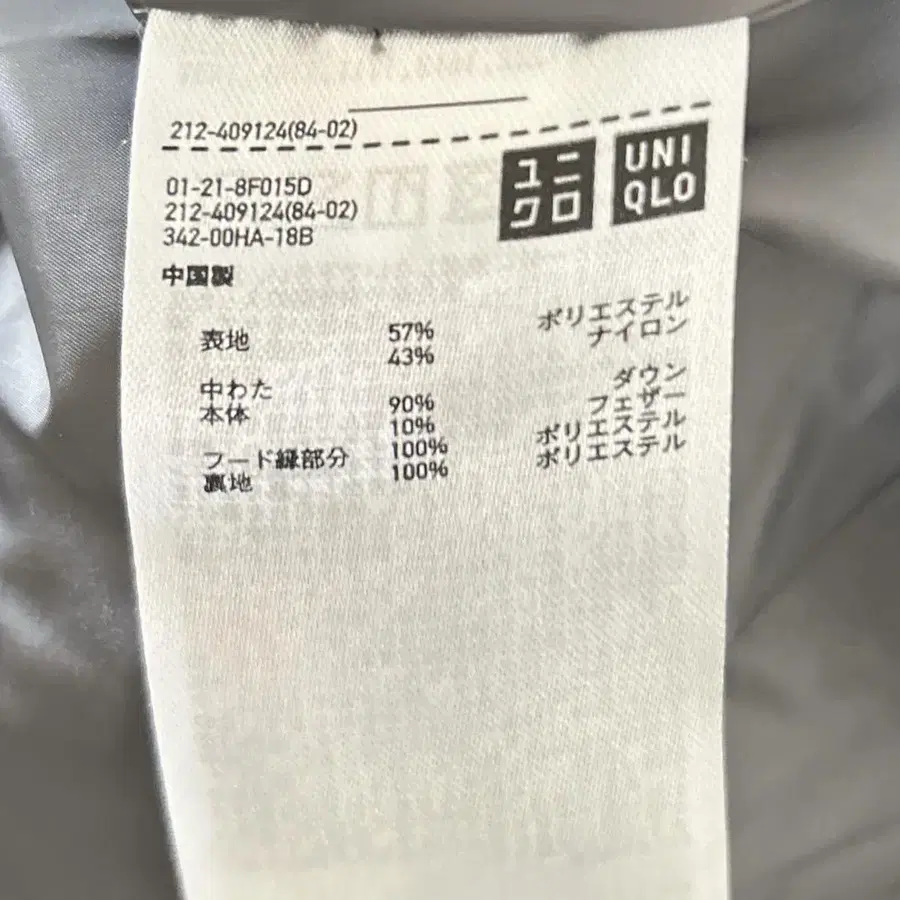 212-409124(84-02)
ユニ
クロ
UNI
QLO
01-21-8F015D
212-409124(84-02)
342-00HA-18B
中国製
表地 57% ポリエステル
43% ナイロン
中わた
本体 90% ダウン
10% フェザー
フード縁部分 100% ポリエステル
裏地 100% ポリエステル